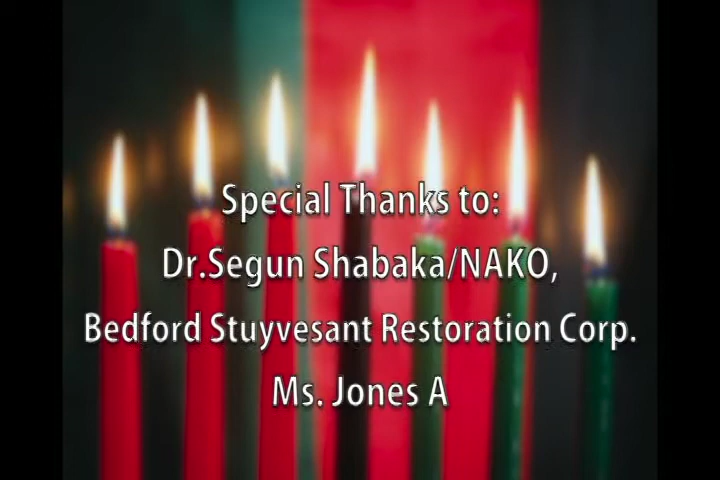 Special Thanks to:
Dr.Segun Shabaka/NAKO,
Bedford Stuyvesant Restoration Corp.
Ms. Jones A